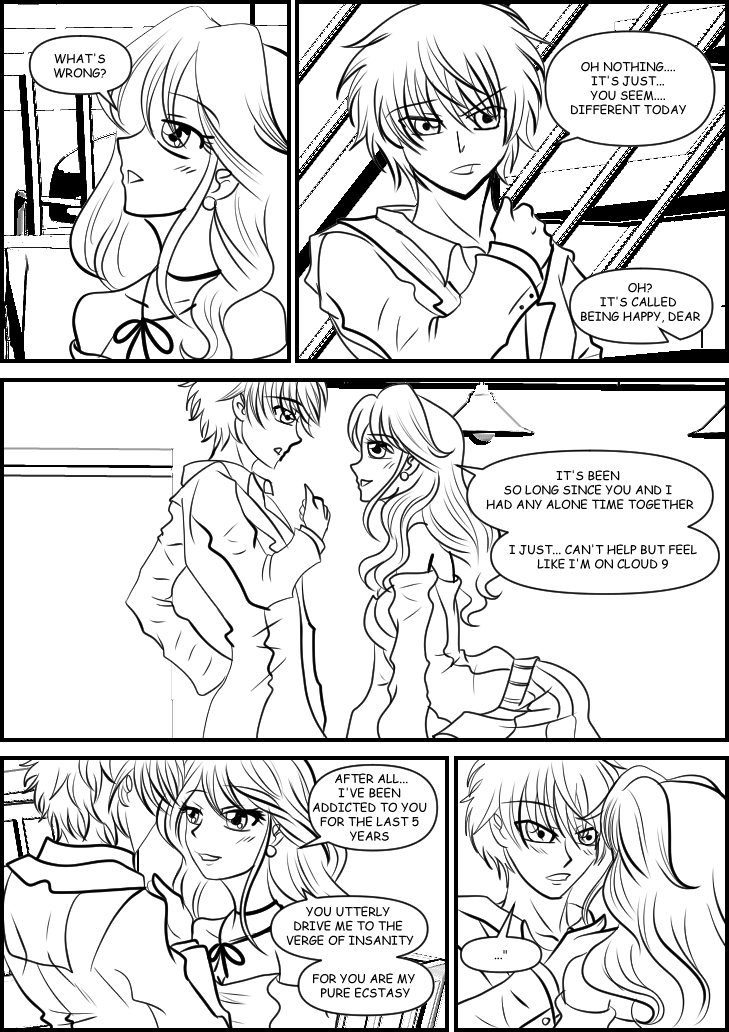 WHAT'S
WRONG?
OH NOTHING....
IT'S JUST...
YOU SEEM....
DIFFERENT TODAY
OH?
IT'S CALLED
BEING HAPPY, DEAR
IT'S BEEN
SO LONG SINCE YOU AND I
HAD ANY ALONE TIME TOGETHER
I JUST... CAN'T HELP BUT FEEL
LIKE I'M ON CLOUD 9
AFTER ALL...
I'VE BEEN
ADDICTED TO YOU
FOR THE LAST 5
YEARS
YOU UTTERLY
DRIVE ME TO THE
VERGE OF INSANITY
FOR YOU ARE MY
PURE ECSTASY
..."